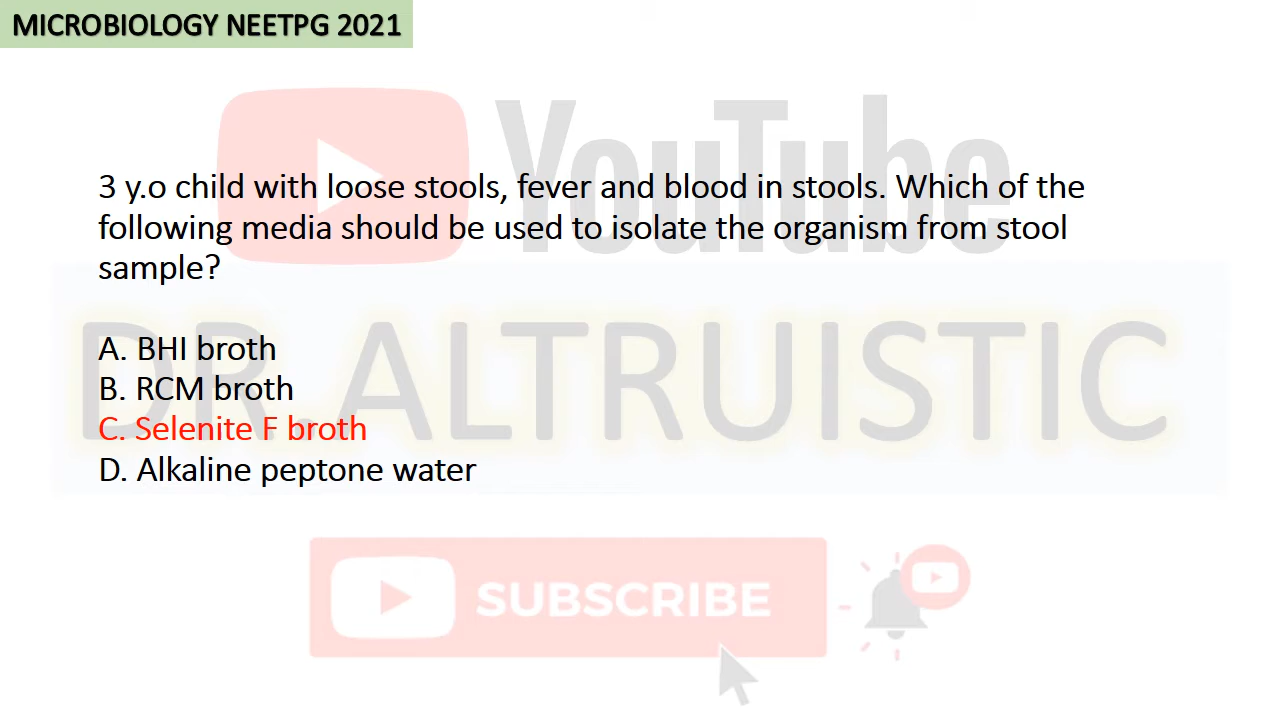 MICROBIOLOGY NEETPG 2021
YouTube
3 y.o child with loose stools, fever and blood in stools. Which of the
following media should be used to isolate the organism from stool
sample?
DR.ALTRUISTIC
A. BHI broth
B. RCM broth
C. Selenite F broth
D. Alkaline peptone water
SUBSCRIBE